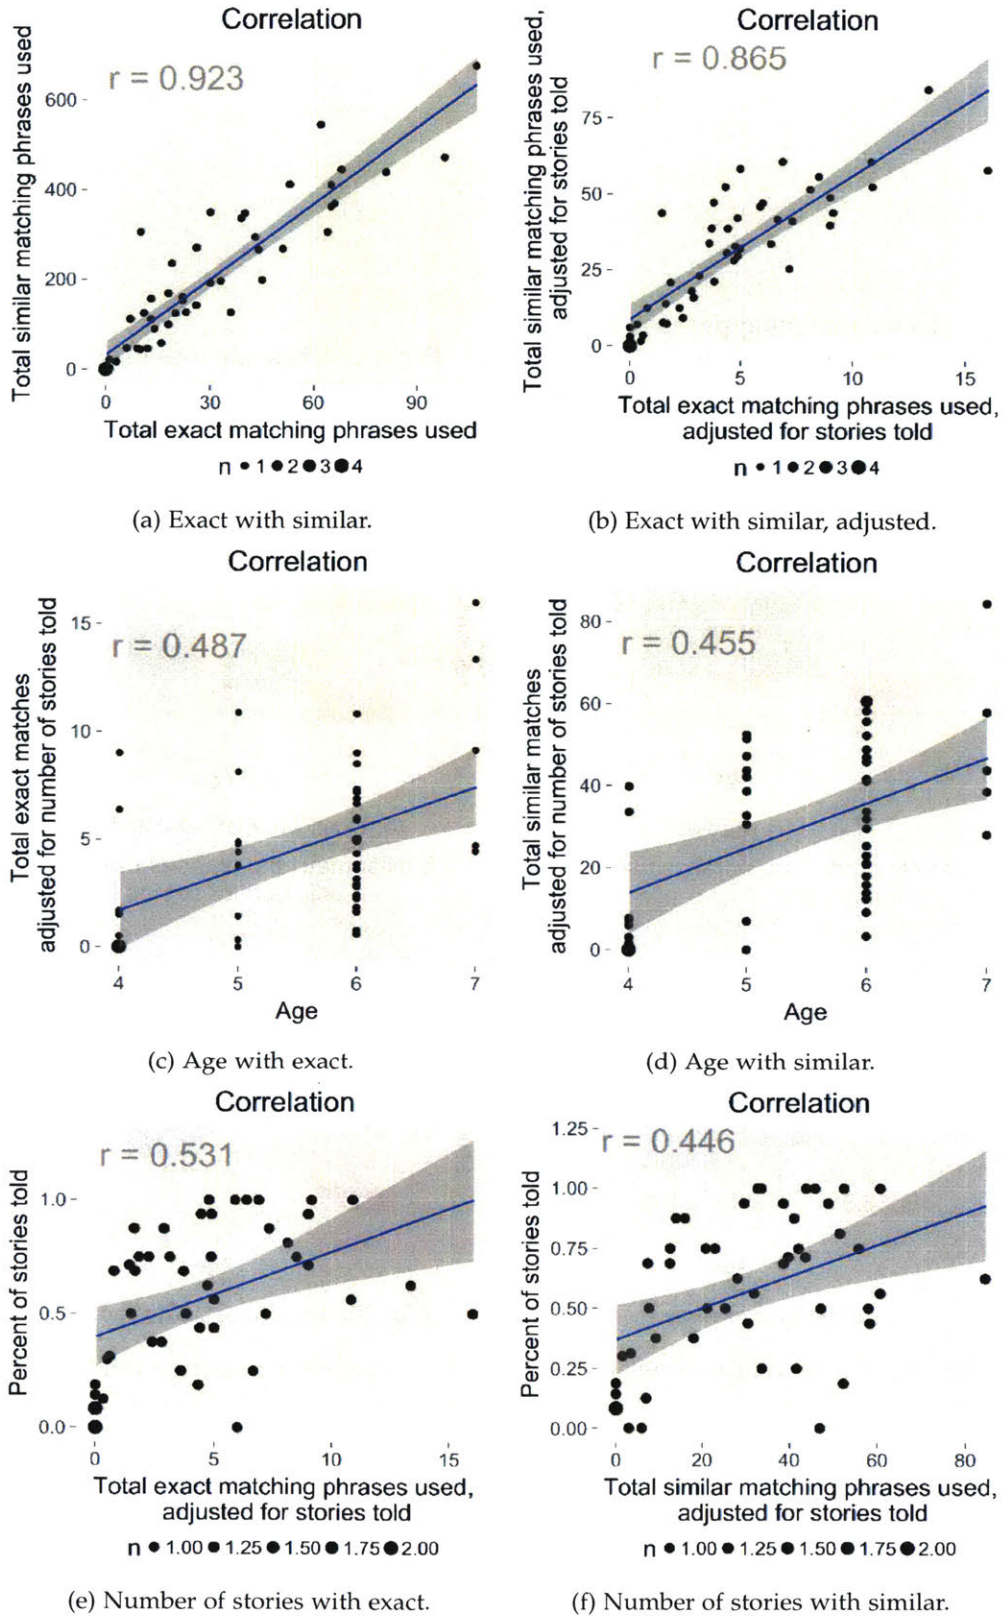 Correlation
r = 0.923
Total similar matching phrases used
600
400
200
0
0 30 60 90
Total exact matching phrases used
n 1 2 3 4
(a) Exact with similar.
Correlation
r = 0.865
Total similar matching phrases used,
adjusted for stories told
75
50
25
0
0 5 10 15
Total exact matching phrases used,
adjusted for stories told
n 1 2 3 4
(b) Exact with similar, adjusted.
Correlation
r = 0.487
Total exact matches
adjusted for number of stories told
15
10
5
0
4 5 6 7
Age
(c) Age with exact.
Correlation
r = 0.455
Total similar matches
adjusted for number of stories told
80
60
40
20
0
4 5 6 7
Age
(d) Age with similar.
Correlation
r = 0.531
Percent of stories told
1.0
0.5
0.0
0 5 10 15
Total exact matching phrases used,
adjusted for stories told
n 1.00 1.25 1.50 1.75 2.00
(e) Number of stories with exact.
Correlation
r = 0.446
Percent of stories told
1.25
1.00
0.75
0.50
0.25
0.00
0 20 40 60 80
Total similar matching phrases used,
adjusted for stories told
n 1.00 1.25 1.50 1.75 2.00
(f) Number of stories with similar.